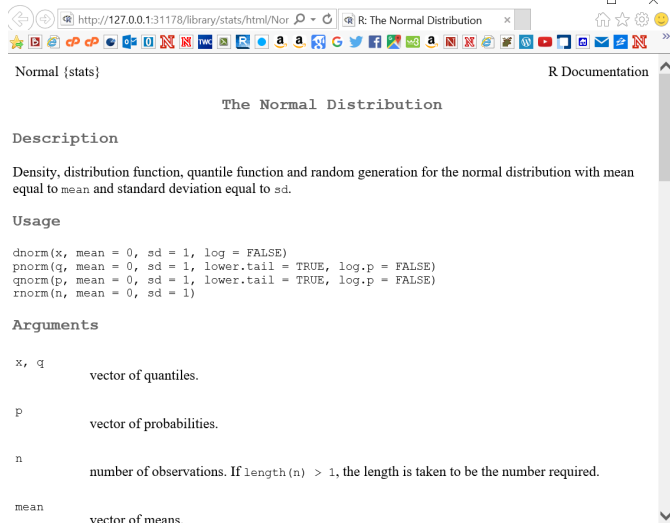 http://127.0.0.1:31178/library/stats/html/Nor
R: The Normal Distribution
Normal {stats}
R Documentation
The Normal Distribution
Description
Density, distribution function, quantile function and random generation for the normal distribution with mean
equal to mean and standard deviation equal to sd.
Usage
dnorm(x, mean = 0, sd = 1, log = FALSE)
pnorm(q, mean = 0, sd = 1, lower.tail = TRUE, log.p = FALSE)
qnorm(p, mean = 0, sd = 1, lower.tail = TRUE, log.p = FALSE)
rnorm(n, mean = 0, sd = 1)
Arguments
x, q
vector of quantiles.
p
vector of probabilities.
n
number of observations. If length(n) > 1, the length is taken to be the number required.
mean
vector of means.